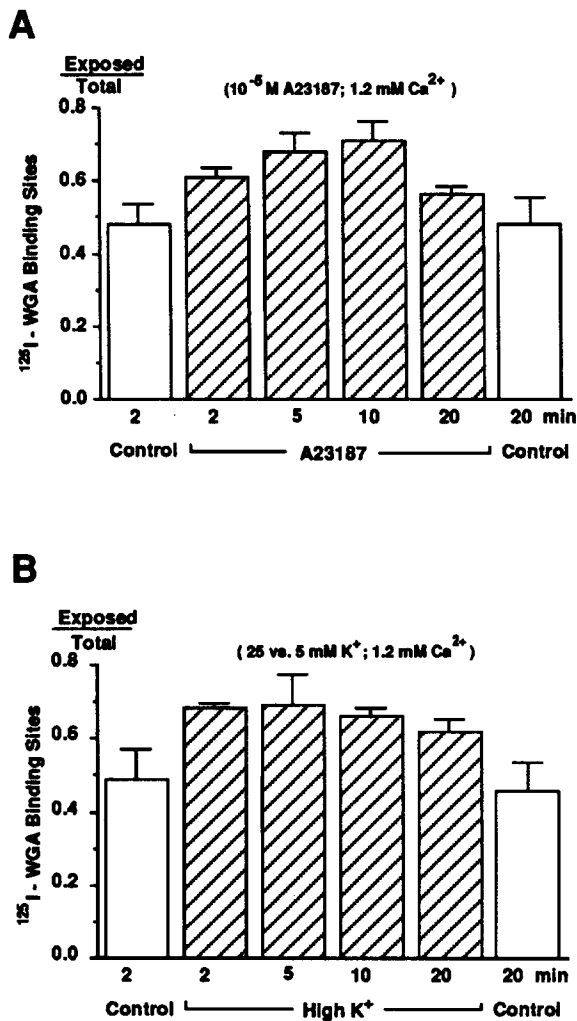 A
Exposed
Total
(10⁻⁵ M A23187; 1.2 mM Ca²⁺)
0.8
0.6
0.4
0.2
0.0
¹²⁵I - WGA Binding Sites
2 2 5 10 20 20 min
Control A23187 Control
B
Exposed
Total
( 25 vs. 5 mM K⁺; 1.2 mM Ca²⁺ )
0.8
0.6
0.4
0.2
0.0
¹²⁵I - WGA Binding Sites
2 2 5 10 20 20 min
Control High K⁺ Control